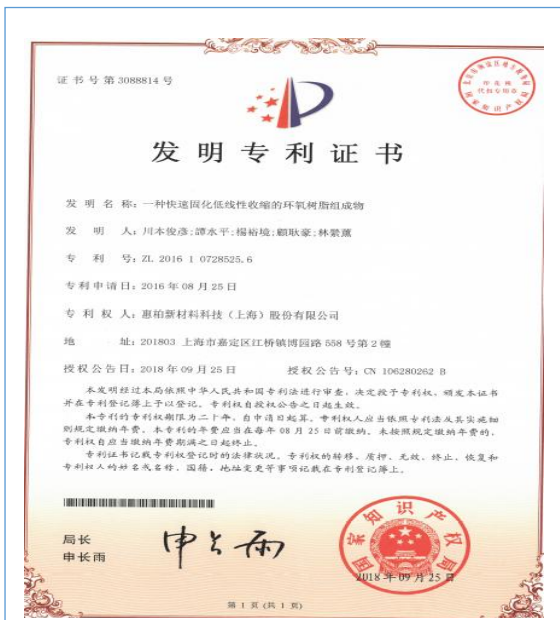 证书号第3088814号
发明专利证书
发明名称：一种快速固化低线性收缩的环氧树脂组成物
发明人：川本俊彦;譚水平;楊裕境;顧耿豪;林繁蔥
专利号：ZL 2016 1 0728525.6
专利申请日：2016年08月25日
专利权人：惠柏新材料科技（上海）股份有限公司
地址：201803 上海市嘉定区江桥镇博园路558号第2幢
授权公告日：2018年09月25日 授权公告号：CN 106280262 B
本发明经过本局依照中华人民共和国专利法进行审查，决定授予专利权，颁发本证书
并在专利登记簿上予以登记。专利权自授权公告之日起生效。
本专利的专利权期限为二十年，自申请日起算。专利权人应当依照专利法及其实施细
则规定缴纳年费。本专利的年费应当在每年08月25日前缴纳。未按照规定缴纳年费的，
专利权自应当缴纳年费期满之日起终止。
专利证书记载专利权登记时的法律状况。专利权的转移、质押、无效、终止、恢复和
专利权人的姓名或名称、国籍、地址变更等事项记载在专利登记簿上。
局长
申长雨
申长雨
国家知识产权局
2018年09月25日
第1页(共1页)